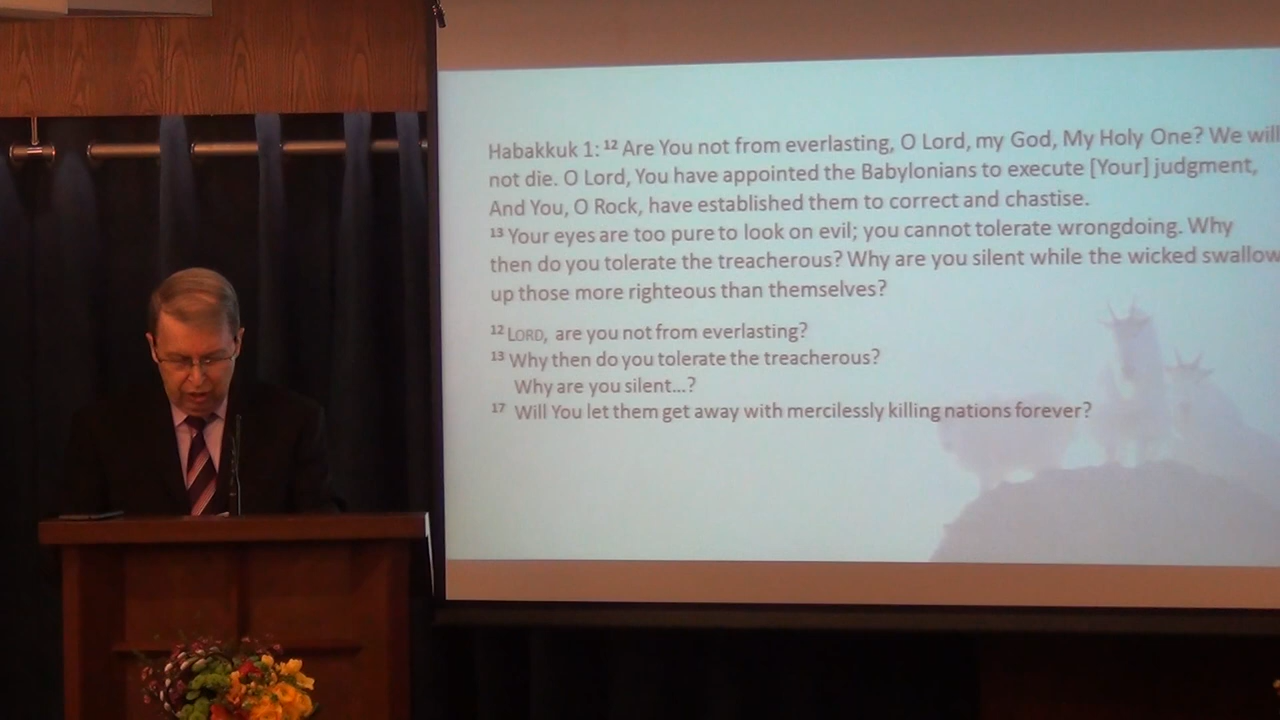 Habakkuk 1: ¹² Are You not from everlasting, O Lord, my God, My Holy One? We will
not die. O Lord, You have appointed the Babylonians to execute [Your] judgment,
And You, O Rock, have established them to correct and chastise.
¹³ Your eyes are too pure to look on evil; you cannot tolerate wrongdoing. Why
then do you tolerate the treacherous? Why are you silent while the wicked swallow
up those more righteous than themselves?
¹² LORD, are you not from everlasting?
¹³ Why then do you tolerate the treacherous?
Why are you silent...?
¹⁷ Will You let them get away with mercilessly killing nations forever?